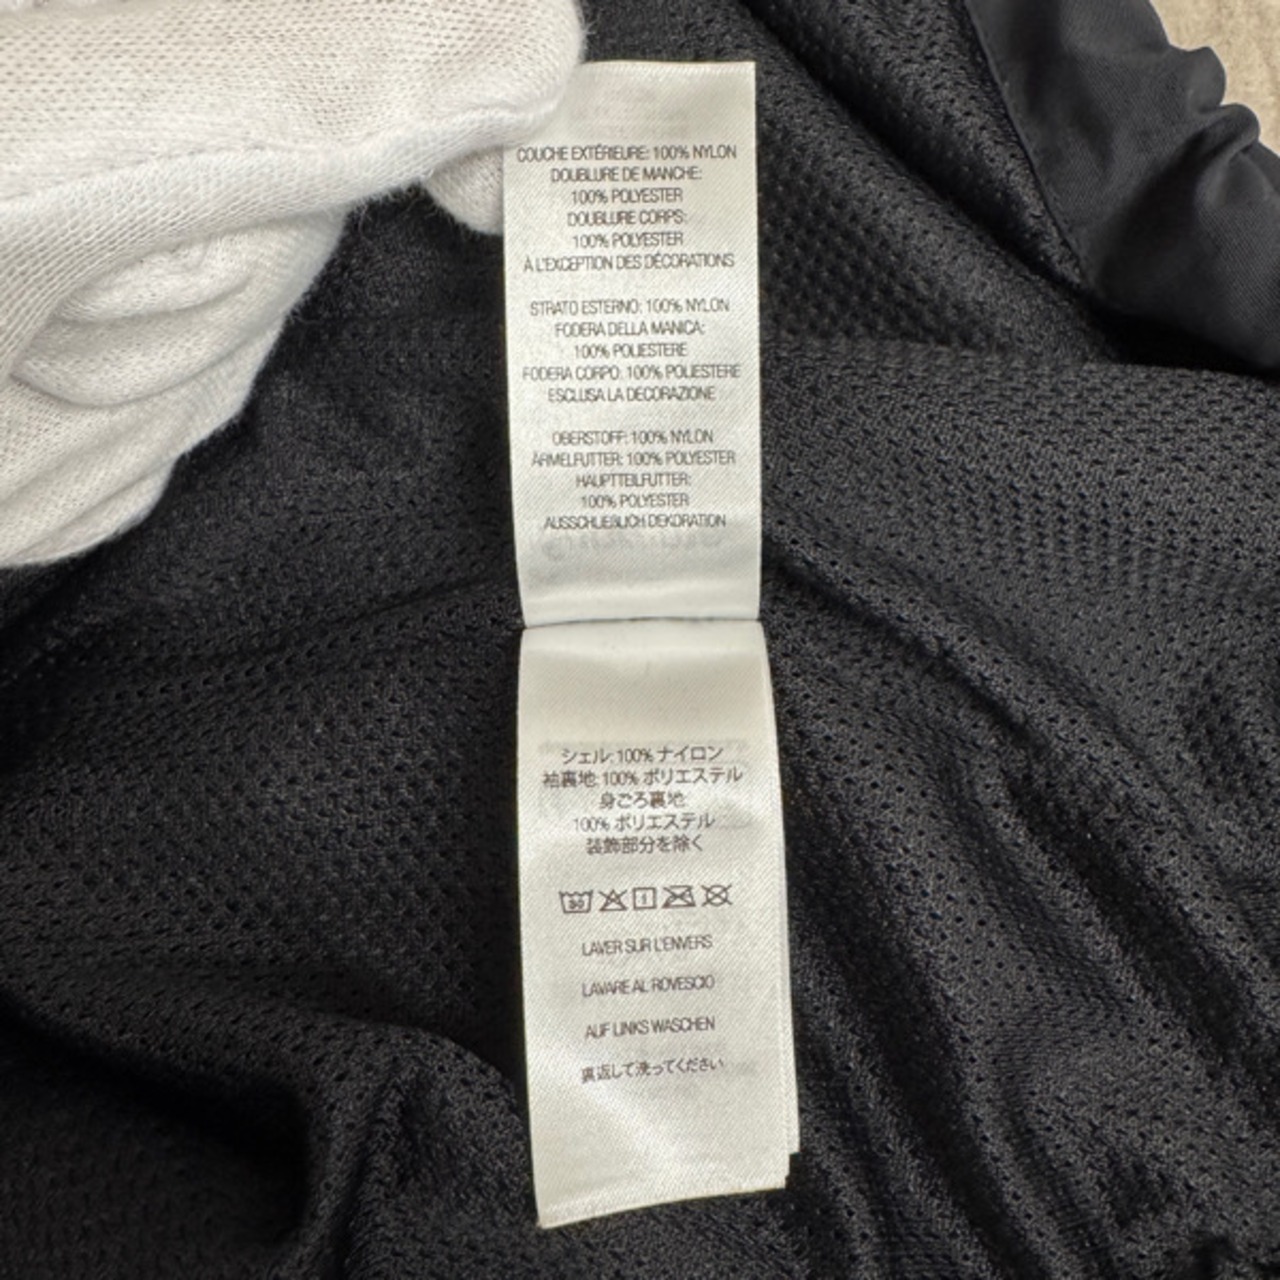 COUCHE EXTÉRIEURE: 100% NYLON
DOUBLURE DE MANCHE:
100% POLYESTER
DOUBLURE CORPS:
100% POLYESTER
À L'EXCEPTION DES DÉCORATIONS
STRATO ESTERNO: 100% NYLON
FODERA DELLA MANICA:
100% POLIESTERE
FODERA CORPO: 100% POLIESTERE
ESCLUSA LA DECORAZIONE
OBERSTOFF: 100% NYLON
ÄRMELFUTTER: 100% POLYESTER
HAUPTTEILFUTTER:
100% POLYESTER
AUSSCHLIEßLICH DEKORATION
シェル: 100% ナイロン
袖裏地: 100% ポリエステル
身ごろ裏地:
100% ポリエステル
装飾部分を除く
30
LAVER SUR L'ENVERS
LAVARE AL ROVESCIO
AUF LINKS WASCHEN
裏返して洗ってください